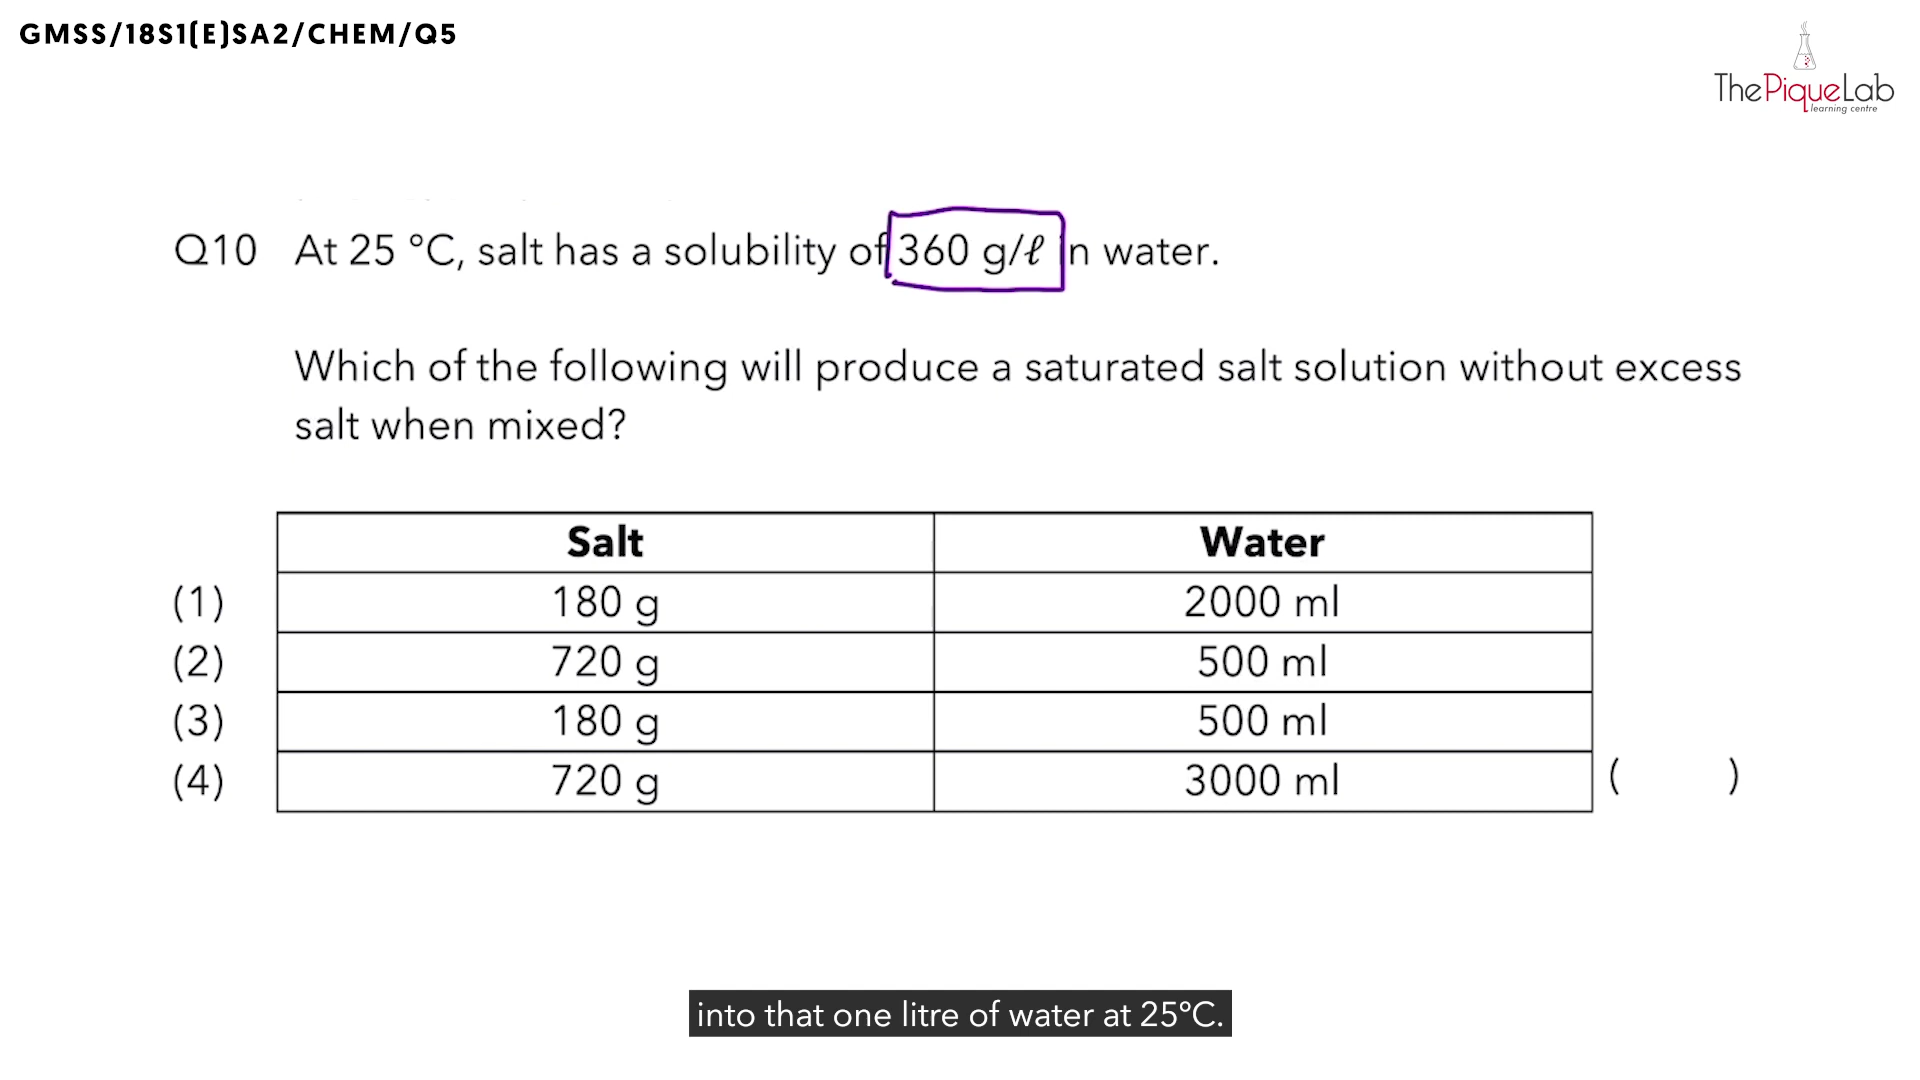 GMSS/18S1(E)SA2/CHEM/Q5
ThePiqueLab
learning centre
Q10 At 25 °C, salt has a solubility of 360 g/ℓ in water.
Which of the following will produce a saturated salt solution without excess
salt when mixed?
Salt Water
(1) 180 g 2000 ml
(2) 720 g 500 ml
(3) 180 g 500 ml
(4) 720 g 3000 ml ( )
into that one litre of water at 25°C.